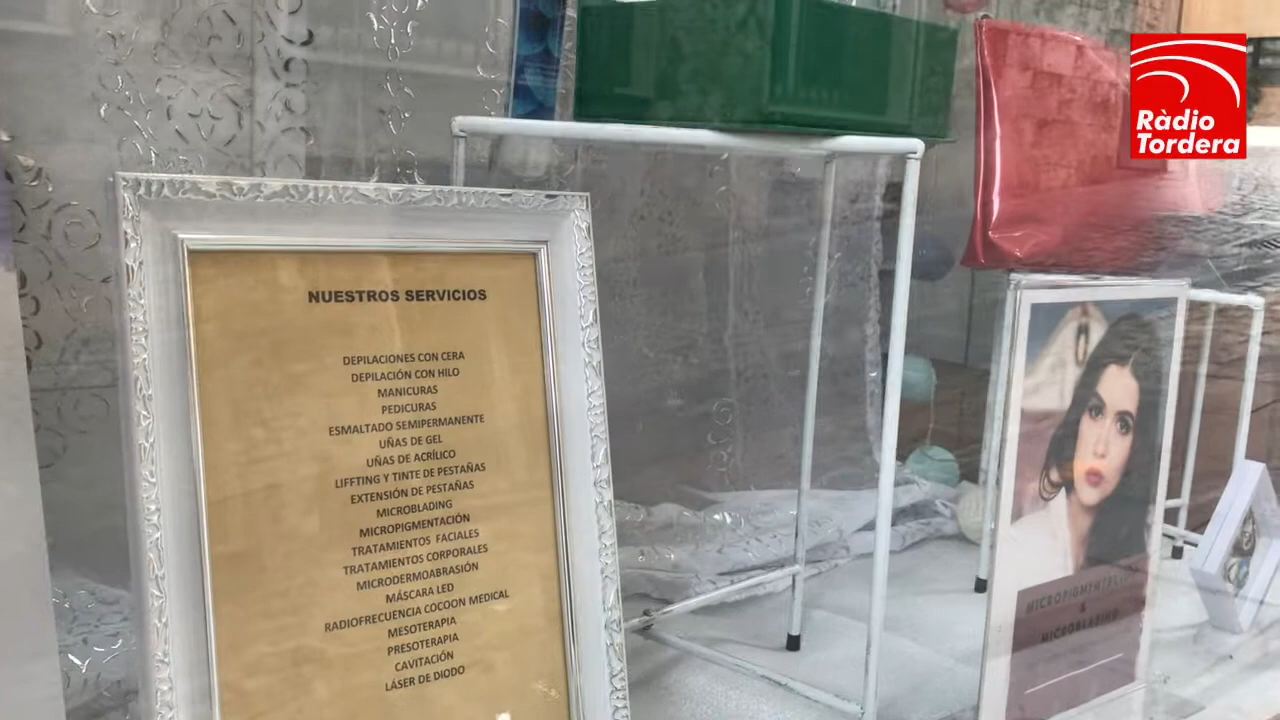 Ràdio
Tordera
NUESTROS SERVICIOS
DEPILACIONES CON CERA
DEPILACIÓN CON HILO
MANICURAS
PEDICURAS
ESMALTADO SEMIPERMANENTE
UÑAS DE GEL
UÑAS DE ACRÍLICO
LIFFTING Y TINTE DE PESTAÑAS
EXTENSIÓN DE PESTAÑAS
MICROBLADING
MICROPIGMENTACIÓN
TRATAMIENTOS FACIALES
TRATAMIENTOS CORPORALES
MICRODERMOABRASIÓN
MÁSCARA LED
RADIOFRECUENCIA COCOON MEDICAL
MESOTERAPIA
PRESOTERAPIA
CAVITACIÓN
LÁSER DE DIODO
&
MICROBLADING